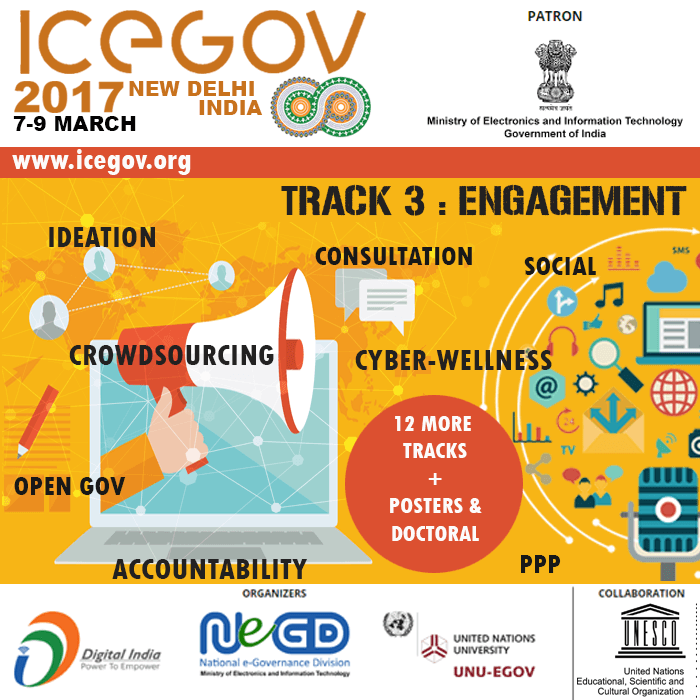 ICEGOV
2017 NEW DELHI
INDIA
7-9 MARCH
PATRON
सत्यमेव जयते
Ministry of Electronics and Information Technology
Government of India
www.icegov.org
TRACK 3 : ENGAGEMENT
IDEATION
CONSULTATION
SOCIAL
SMS
CROWDSOURCING
CYBER-WELLNESS
@
12 MORE
TRACKS
+
POSTERS &
DOCTORAL
TV
OPEN GOV
ACCOUNTABILITY
PPP
ORGANIZERS
COLLABORATION
Digital India
Power To Empower
NeGD
National e-Governance Division
Ministry of Electronics and Information Technology
UNITED NATIONS
UNIVERSITY
UNU-EGOV
UNESCO
United Nations
Educational, Scientific and
Cultural Organization